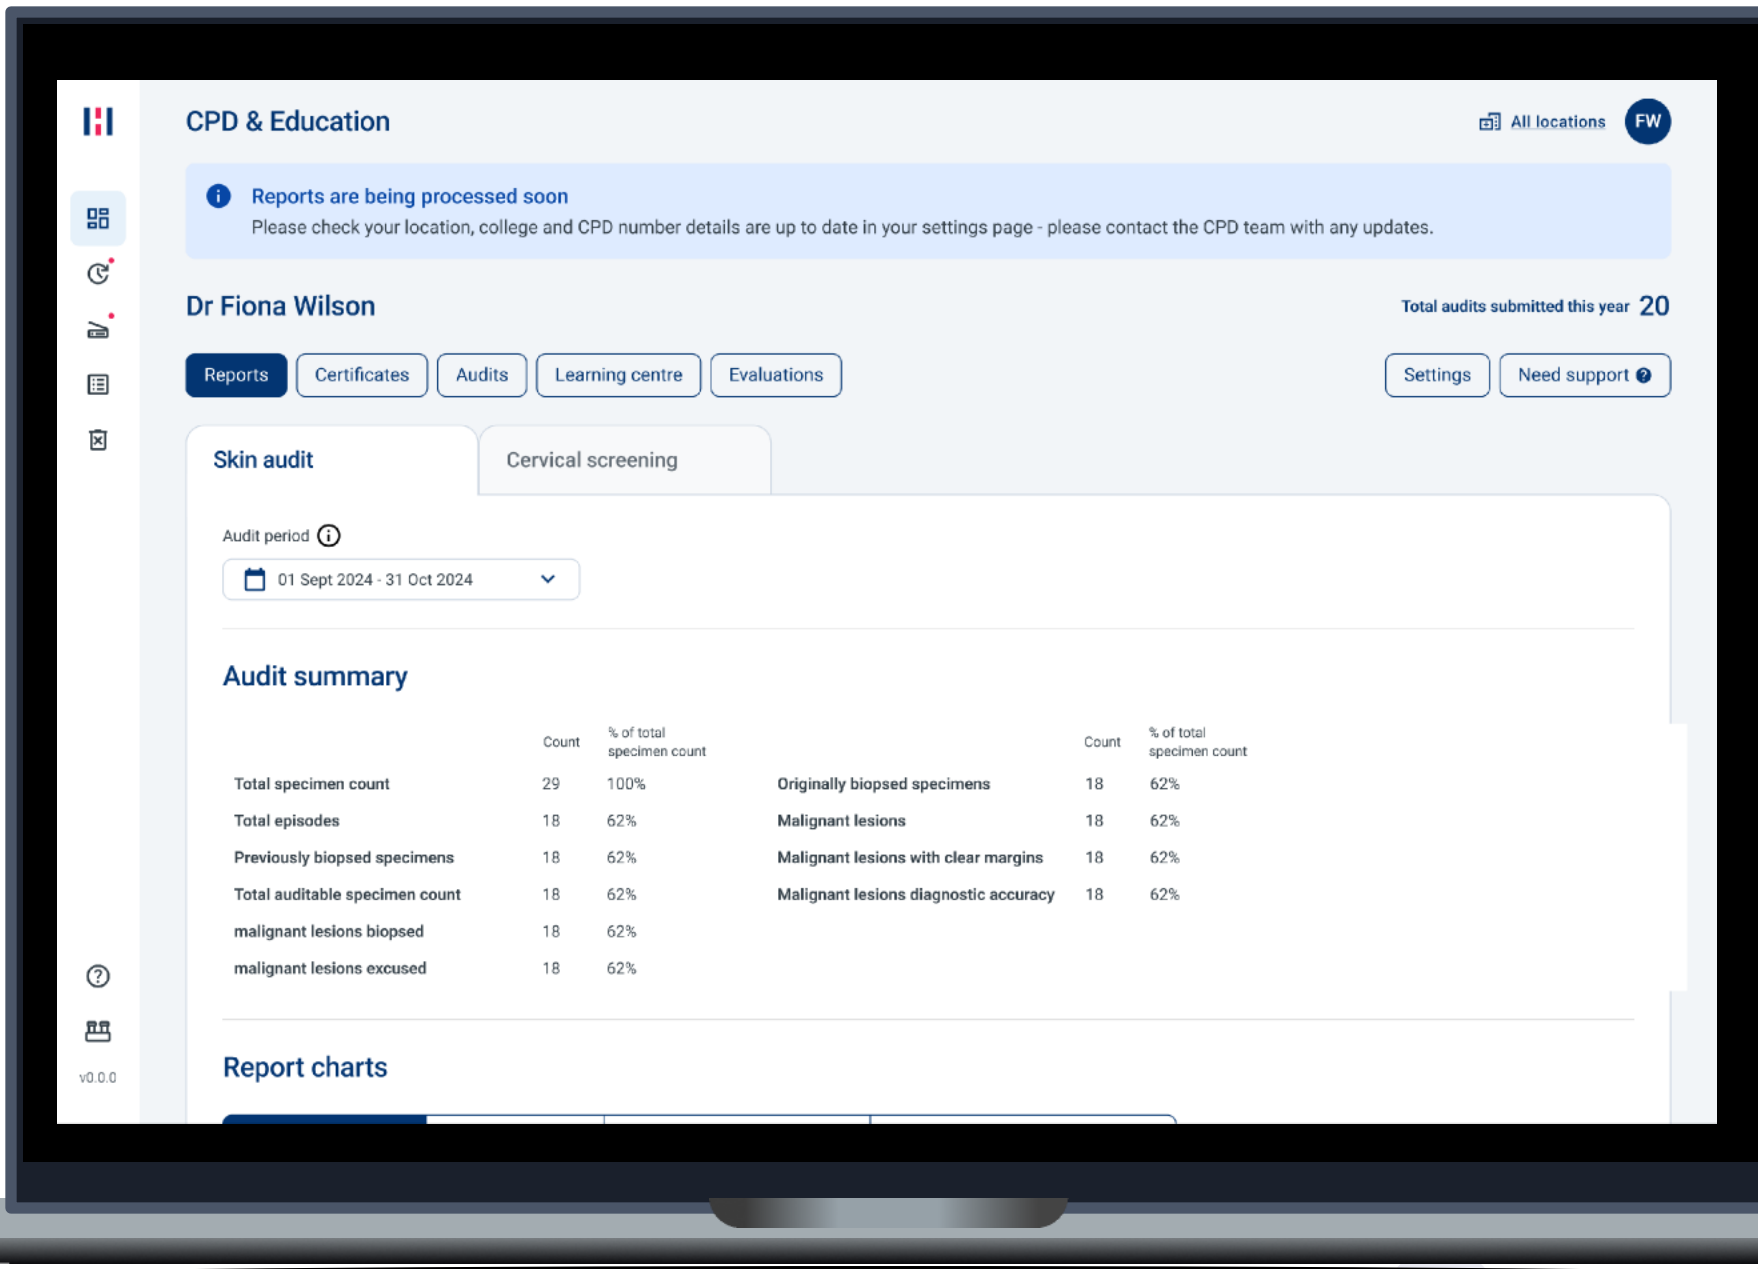 CPD & Education
All locations
FW
Reports are being processed soon
Please check your location, college and CPD number details are up to date in your settings page - please contact the CPD team with any updates.
Dr Fiona Wilson
Total audits submitted this year 20
Reports
Certificates
Audits
Learning centre
Evaluations
Settings
Need support
Skin audit
Cervical screening
Audit period
01 Sept 2024 - 31 Oct 2024
Audit summary
Count % of total specimen count Count % of total specimen count
Total specimen count 29 100% Originally biopsed specimens 18 62%
Total episodes 18 62% Malignant lesions 18 62%
Previously biopsed specimens 18 62% Malignant lesions with clear margins 18 62%
Total auditable specimen count 18 62% Malignant lesions diagnostic accuracy 18 62%
malignant lesions biopsed 18 62%
malignant lesions excused 18 62%
Report charts
v0.0.0